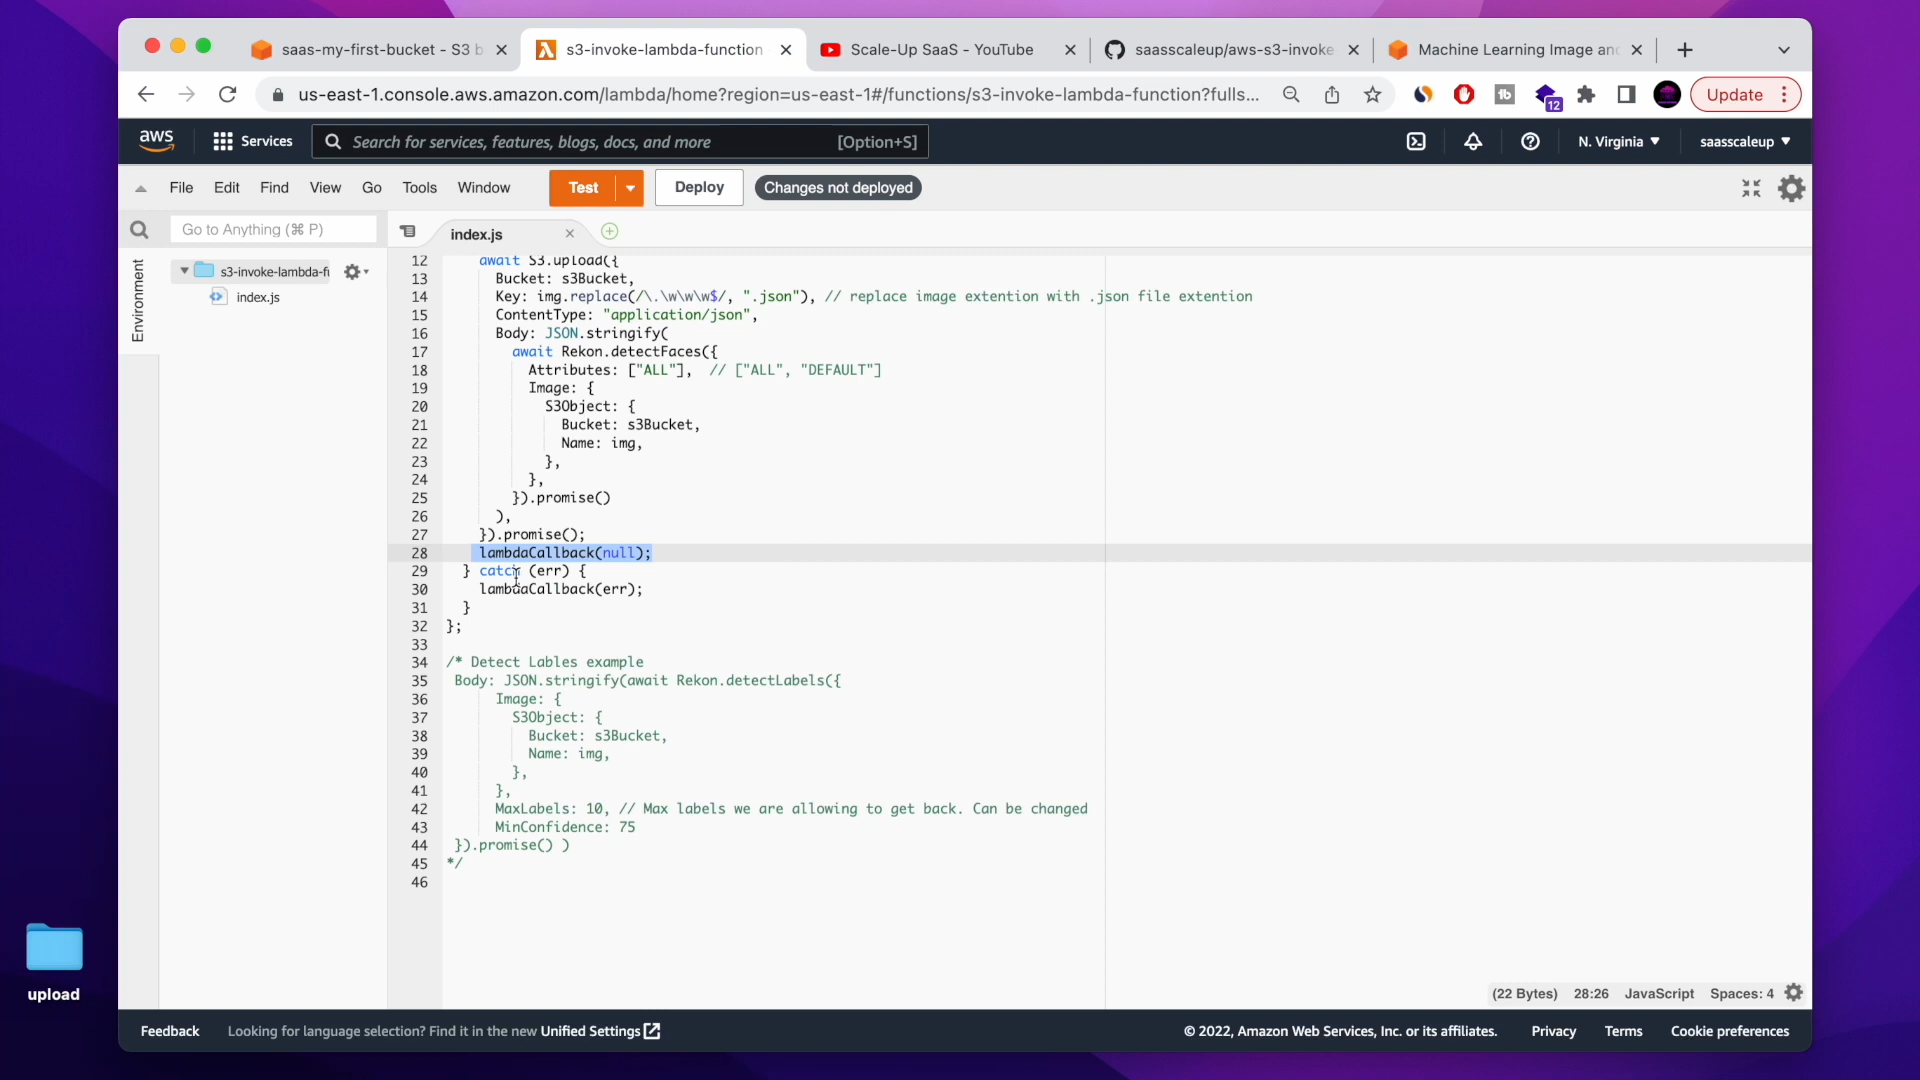 saas-my-first-bucket - S3 b
s3-invoke-lambda-function
Scale-Up SaaS - YouTube
saasscaleup/aws-s3-invoke
Machine Learning Image and
us-east-1.console.aws.amazon.com/lambda/home?region=us-east-1#/functions/s3-invoke-lambda-function?fulls...
12
Update
aws
Services
Search for services, features, blogs, docs, and more
[Option+S]
N. Virginia
saasscaleup
File
Edit
Find
View
Go
Tools
Window
Test
Deploy
Changes not deployed
Go to Anything (⌘ P)
index.js
Environment
s3-invoke-lambda-fu
index.js
12 await S3.upload({
13 Bucket: s3Bucket,
14 Key: img.replace(/\.\w\w\w$/, ".json"), // replace image extention with .json file extention
15 ContentType: "application/json",
16 Body: JSON.stringify(
17 await Rekon.detectFaces({
18 Attributes: ["ALL"], // ["ALL", "DEFAULT"]
19 Image: {
20 S3Object: {
21 Bucket: s3Bucket,
22 Name: img,
23 },
24 },
25 }).promise()
26 ),
27 }).promise();
28 lambdaCallback(null);
29 } catch (err) {
30 lambdaCallback(err);
31 }
32 };
33
34 /* Detect Lables example
35 Body: JSON.stringify(await Rekon.detectLabels({
36 Image: {
37 S3Object: {
38 Bucket: s3Bucket,
39 Name: img,
40 },
41 },
42 MaxLabels: 10, // Max labels we are allowing to get back. Can be changed
43 MinConfidence: 75
44 }).promise() )
45 */
46
(22 Bytes)
28:26
JavaScript
Spaces: 4
upload
Feedback
Looking for language selection? Find it in the new Unified Settings
© 2022, Amazon Web Services, Inc. or its affiliates.
Privacy
Terms
Cookie preferences